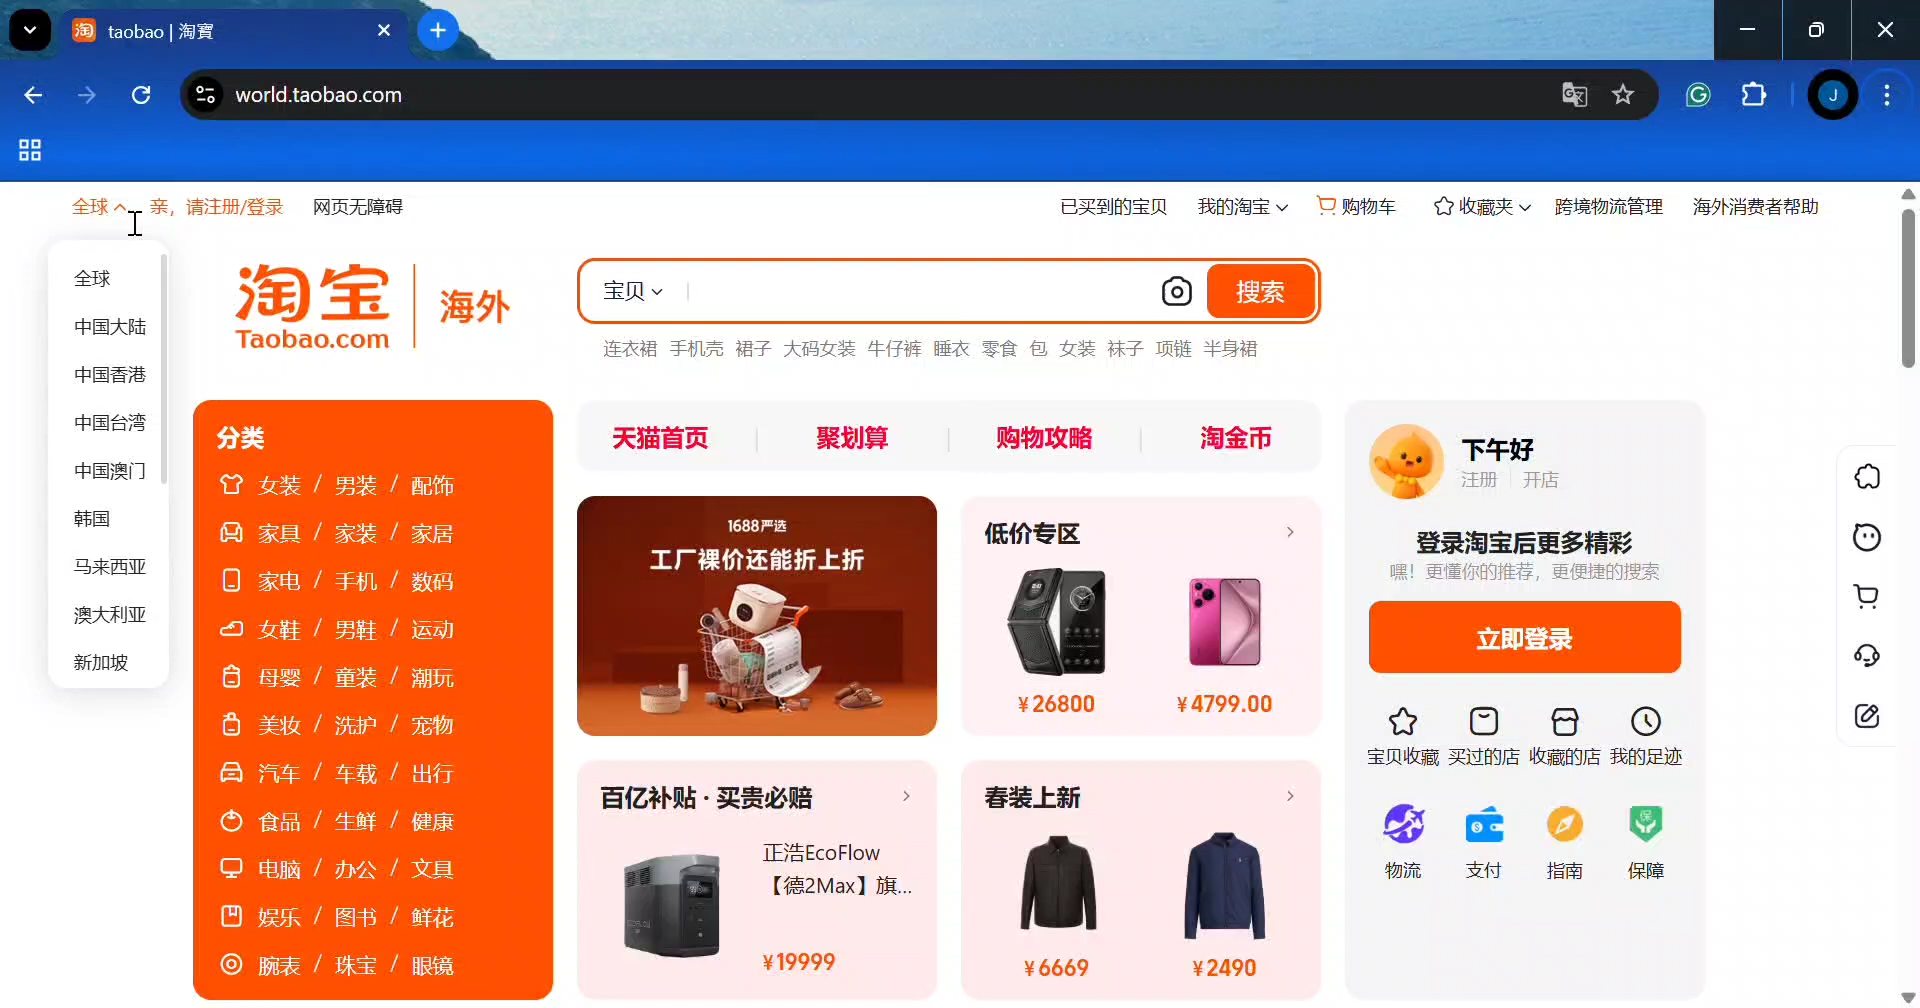 taobao | 淘寶
world.taobao.com
J
全球
亲，请注册/登录
网页无障碍
已买到的宝贝
我的淘宝
购物车
收藏夹
跨境物流管理
海外消费者帮助
全球
中国大陆
中国香港
中国台湾
中国澳门
韩国
马来西亚
澳大利亚
新加坡
淘宝
Taobao.com
海外
宝贝
搜索
连衣裙 手机壳 裙子 大码女装 牛仔裤 睡衣 零食 包 女装 袜子 项链 半身裙
分类
女装 / 男装 / 配饰
家具 / 家装 / 家居
家电 / 手机 / 数码
女鞋 / 男鞋 / 运动
母婴 / 童装 / 潮玩
美妆 / 洗护 / 宠物
汽车 / 车载 / 出行
食品 / 生鲜 / 健康
电脑 / 办公 / 文具
娱乐 / 图书 / 鲜花
腕表 / 珠宝 / 眼镜
天猫首页
聚划算
购物攻略
淘金币
1688严选
工厂裸价还能折上折
低价专区
¥26800
¥4799.00
百亿补贴·买贵必赔
正浩EcoFlow
【德2Max】旗...
¥19999
春装上新
¥6669
¥2490
下午好
注册
开店
登录淘宝后更多精彩
嘿！更懂你的推荐，更便捷的搜索
立即登录
宝贝收藏
买过的店
收藏的店
我的足迹
物流
支付
指南
保
保障